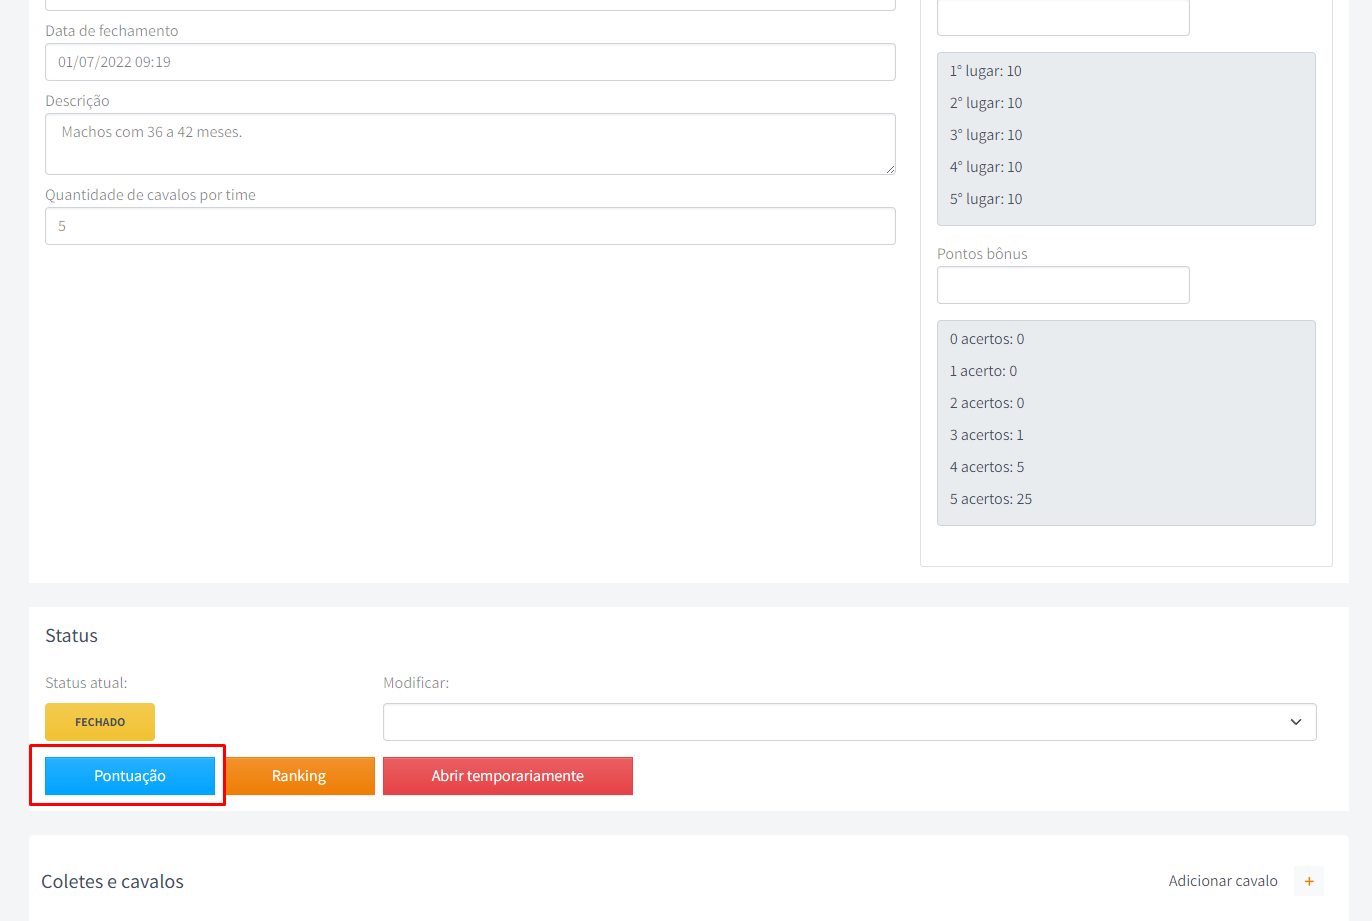 Data de fechamento
01/07/2022 09:19
Descrição
Machos com 36 a 42 meses.
Quantidade de cavalos por time
5
1° lugar: 10
2° lugar: 10
3° lugar: 10
4° lugar: 10
5° lugar: 10
Pontos bônus
0 acertos: 0
1 acerto: 0
2 acertos: 0
3 acertos: 1
4 acertos: 5
5 acertos: 25
Status
Status atual:
Modificar:
FECHADO
Pontuação
Ranking
Abrir temporariamente
Coletes e cavalos
Adicionar cavalo +